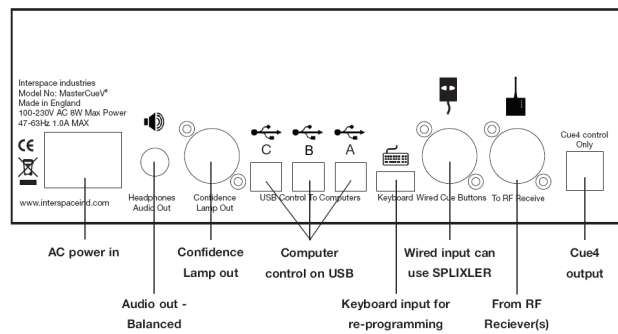 Interspace industries
Model No: MasterCueV6
Made in England
100-230V AC 8W Max Power
47-63Hz 1.0A MAX
CE
www.interspaceind.com
Headphones
Audio Out
Confidence
Lamp Out
C B A
USB Control To Computers
Keyboard
Wired Cue Buttons
To RF Receive
Cue4 control
Only
AC power in
Audio out -
Balanced
Confidence
Lamp out
Computer
control on USB
Keyboard input for
re-programming
Wired input can
use SPLIXLER
From RF
Reciever(s)
Cue4
output